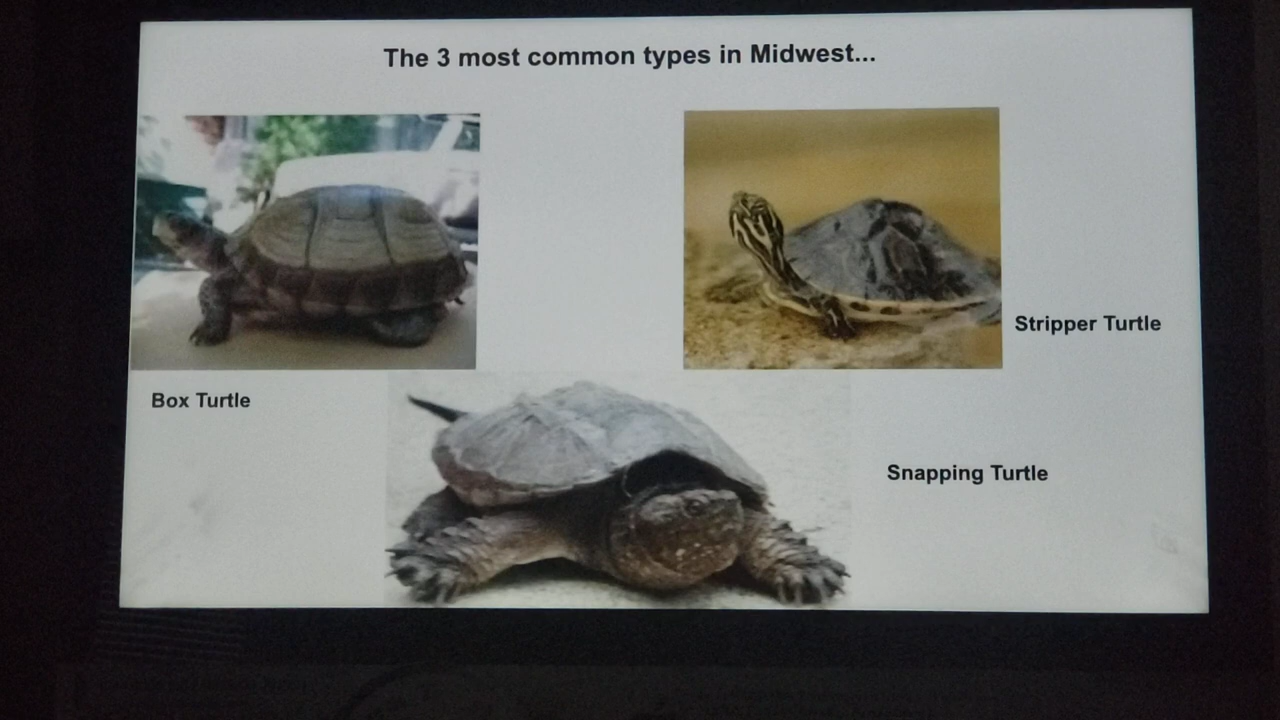 The 3 most common types in Midwest...
Stripper Turtle
Box Turtle
Snapping Turtle